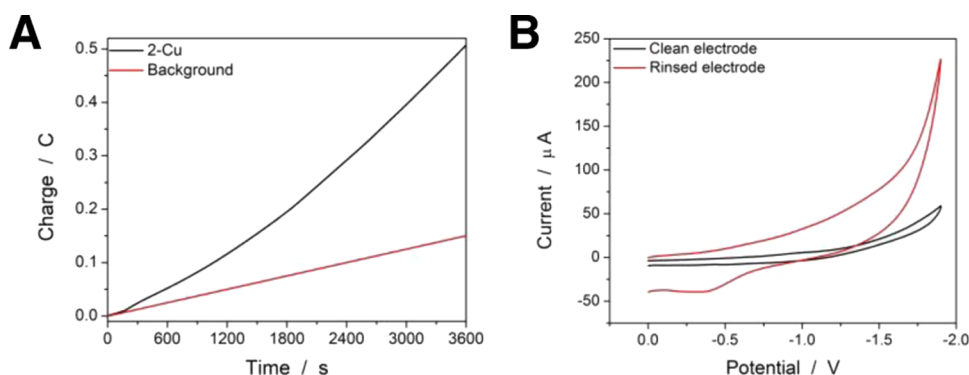 A
2-Cu
Background
Charge / C
0.5
0.4
0.3
0.2
0.1
0.0
0 600 1200 1800 2400 3000 3600
Time / s
B
Clean electrode
Rinsed electrode
Current / μA
250
200
150
100
50
0
-50
0.0 -0.5 -1.0 -1.5 -2.0
Potential / V